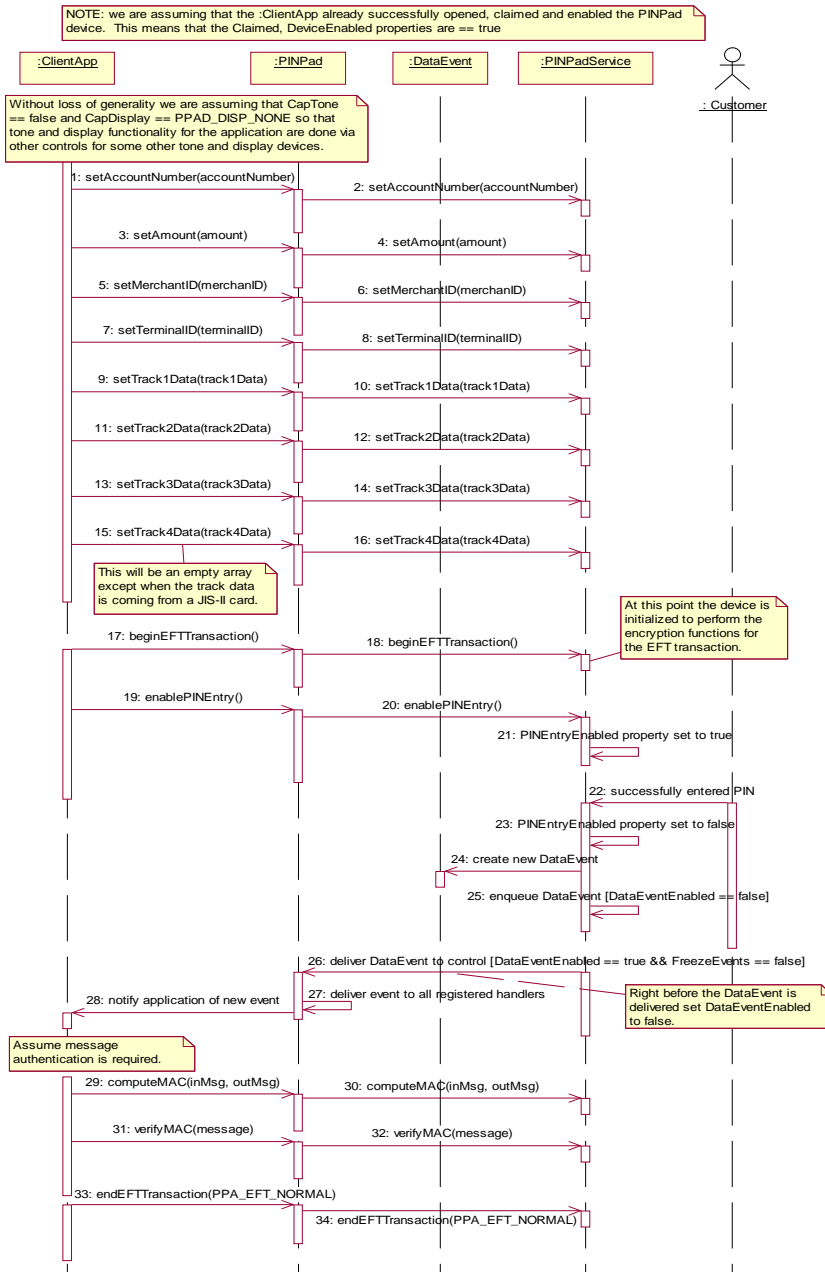 NOTE: we are assuming that the :ClientApp already successfully opened, claimed and enabled the PINPad
device.  This means that the Claimed, DeviceEnabled properties are == true
:ClientApp
:PINPad
:DataEvent
:PINPadService
: Customer
Without loss of generality we are assuming that CapTone
== false and CapDisplay == PPAD_DISP_NONE so that
tone and display functionality for the application are done via
other controls for some other tone and display devices.
1: setAccountNumber(accountNumber)
2: setAccountNumber(accountNumber)
3: setAmount(amount)
4: setAmount(amount)
5: setMerchantID(merchanID)
6: setMerchantID(merchanID)
7: setTerminalID(terminalID)
8: setTerminalID(terminalID)
9: setTrack1Data(track1Data)
10: setTrack1Data(track1Data)
11: setTrack2Data(track2Data)
12: setTrack2Data(track2Data)
13: setTrack3Data(track3Data)
14: setTrack3Data(track3Data)
15: setTrack4Data(track4Data)
16: setTrack4Data(track4Data)
This will be an empty array
except when the track data
is coming from a JIS-II card.
At this point the device is
initialized to perform the
encryption functions for
the EFT transaction.
17: beginEFTTransaction()
18: beginEFTTransaction()
19: enablePINEntry()
20: enablePINEntry()
21: PINEntryEnabled property set to true
22: successfully entered PIN
23: PINEntryEnabled property set to false
24: create new DataEvent
25: enqueue DataEvent [DataEventEnabled == false]
26: deliver DataEvent to control [DataEventEnabled == true && FreezeEvents == false]
27: deliver event to all registered handlers
28: notify application of new event
Right before the DataEvent is
delivered set DataEventEnabled
to false.
Assume message
authentication is required.
29: computeMAC(inMsg, outMsg)
30: computeMAC(inMsg, outMsg)
31: verifyMAC(message)
32: verifyMAC(message)
33: endEFTTransaction(PPA_EFT_NORMAL)
34: endEFTTransaction(PPA_EFT_NORMAL)